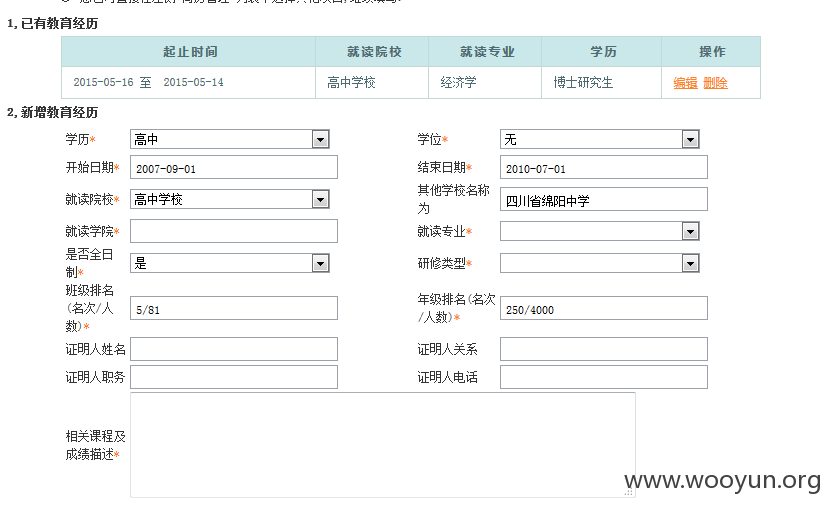 1,已有教育经历
起止时间 就读院校 就读专业 学历 操作
2015-05-16 至 2015-05-14 高中学校 经济学 博士研究生 编辑 删除
2,新增教育经历
学历* 高中 学位* 无
开始日期* 2007-09-01 结束日期* 2010-07-01
就读院校* 高中学校 其他学校名称
为 四川省绵阳中学
就读学院* 就读专业*
是否全日
制* 是 研修类型*
班级排名
(名次/人
数)* 5/81 年级排名(名次
/人数)* 250/4000
证明人姓名 证明人关系
证明人职务 证明人电话
相关课程及
成绩描述*
www.wooyun.org